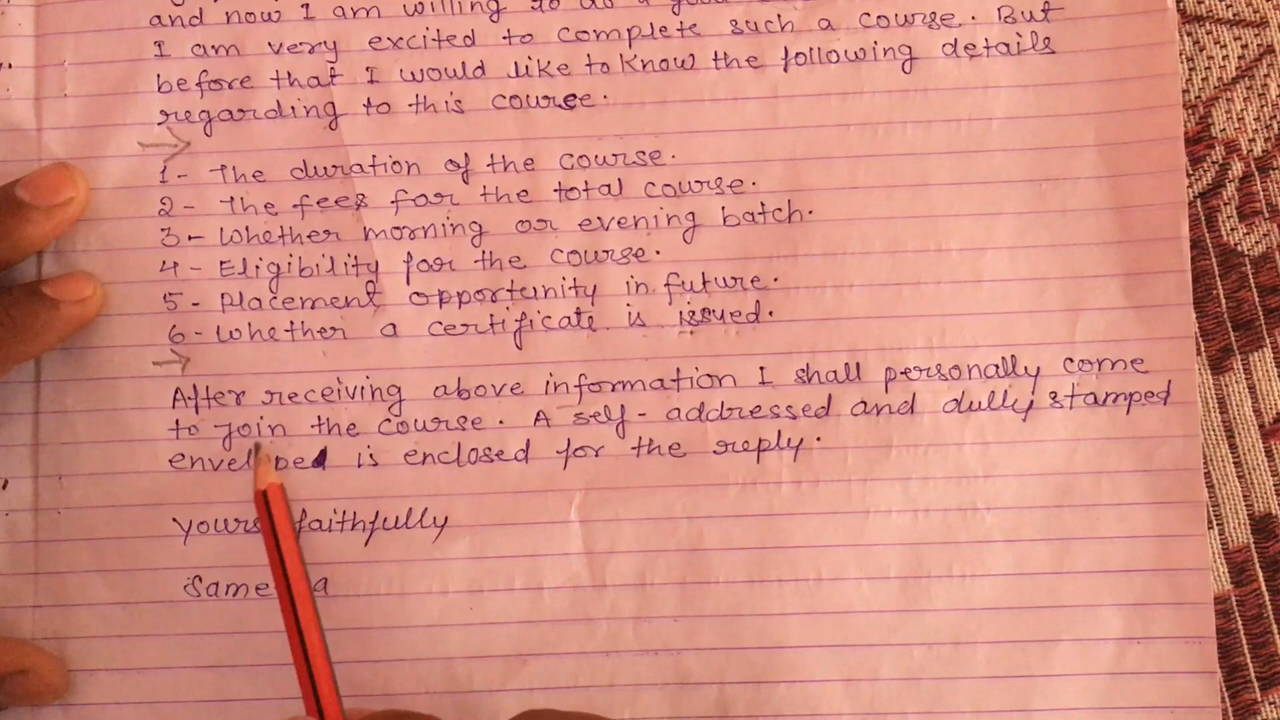 and now I am willing to do a good
I am very excited to complete such a course. But
before that I would like to know the following details
regarding to this course.
1- The duration of the course.
2- The fees for the total course.
3- Whether morning or evening batch.
4- Eligibility for the course.
5- Placement opportunity in future.
6- Whether a certificate is issued.
After receiving above information I shall personally come
to join the course. A self-addressed and dully stamped
is enclosed for the reply.
yours faithfully